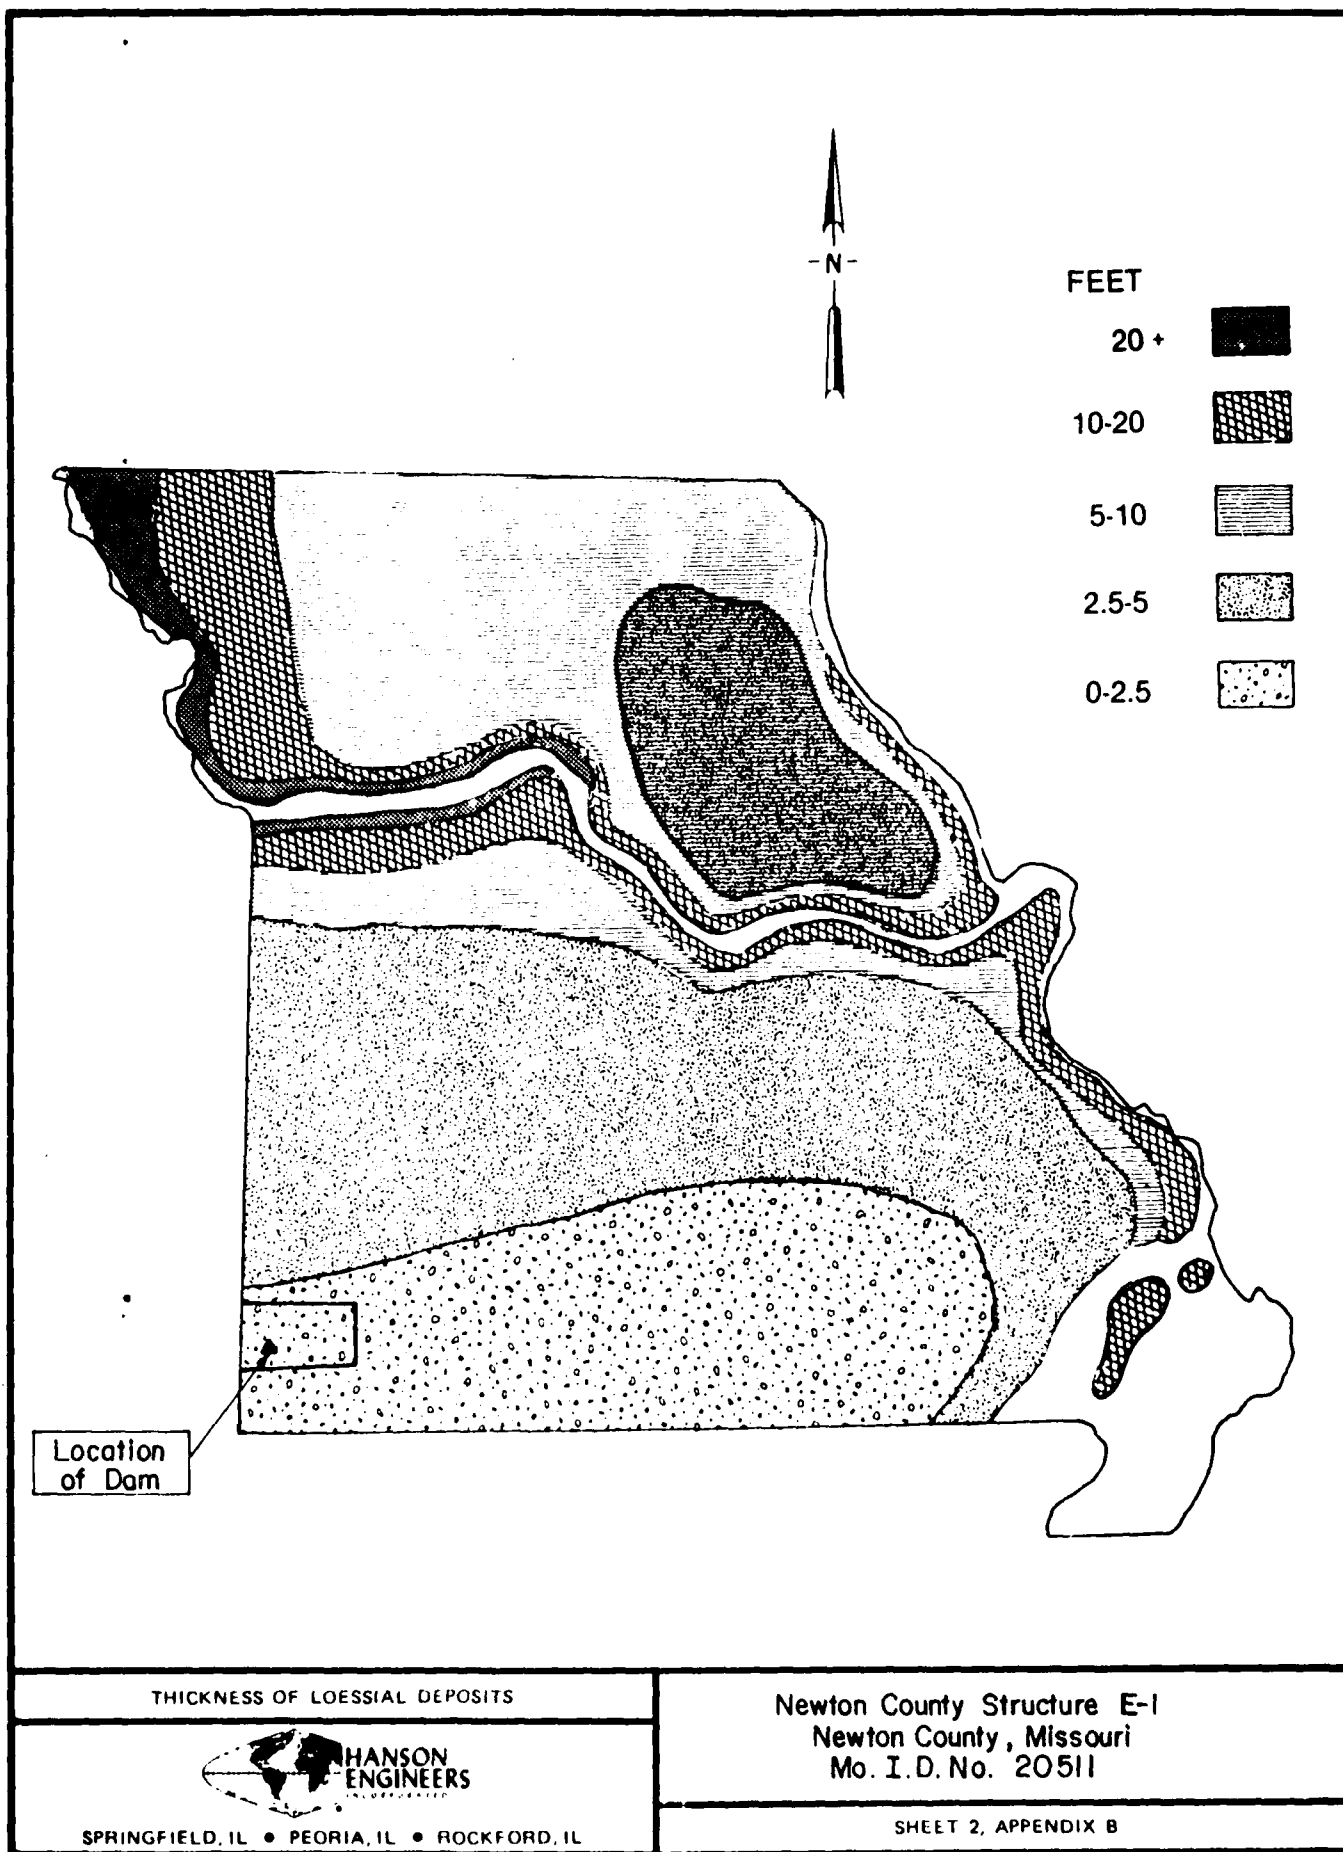 -N-
FEET
20 +
10-20
5-10
2.5-5
0-2.5
Location
of Dam
THICKNESS OF LOESSIAL DEPOSITS
HANSON
ENGINEERS
INCORPORATED
SPRINGFIELD, IL • PEORIA, IL • ROCKFORD, IL
Newton County Structure E-1
Newton County, Missouri
Mo. I.D. No. 20511
SHEET 2, APPENDIX B